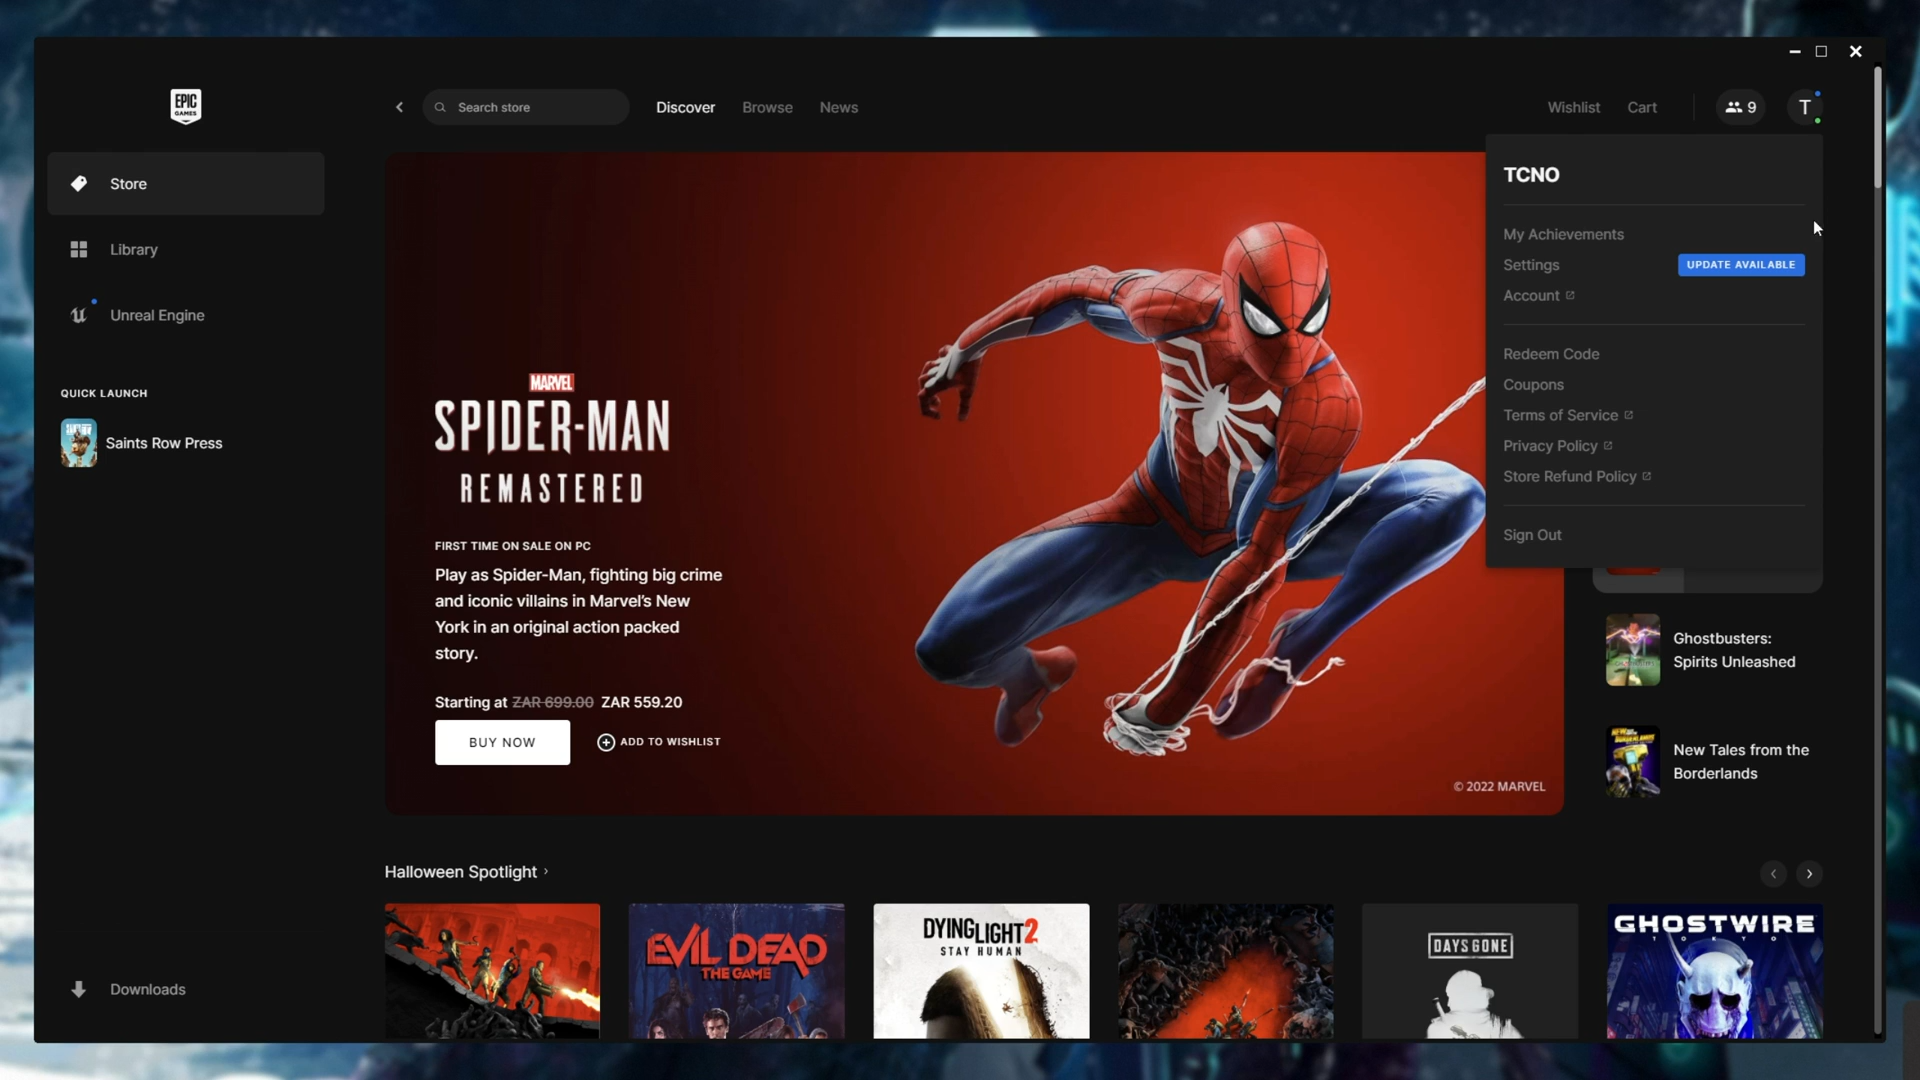 EPIC
GAMES
Search store
Discover
Browse
News
Wishlist
Cart
9
T
Store
Library
Unreal Engine
QUICK LAUNCH
Saints Row Press
Downloads
TCNO
My Achievements
Settings
UPDATE AVAILABLE
Account
Redeem Code
Coupons
Terms of Service
Privacy Policy
Store Refund Policy
Sign Out
MARVEL
SPIDER-MAN
REMASTERED
FIRST TIME ON SALE ON PC
Play as Spider-Man, fighting big crime
and iconic villains in Marvel's New
York in an original action packed
story.
Starting at ZAR 699.00 ZAR 559.20
BUY NOW
ADD TO WISHLIST
© 2022 MARVEL
Ghostbusters:
Spirits Unleashed
New Tales from the
Borderlands
Halloween Spotlight
EVIL DEAD
THE GAME
DYING LIGHT 2
STAY HUMAN
DAYS GONE
GHOSTWIRE
TOKYO